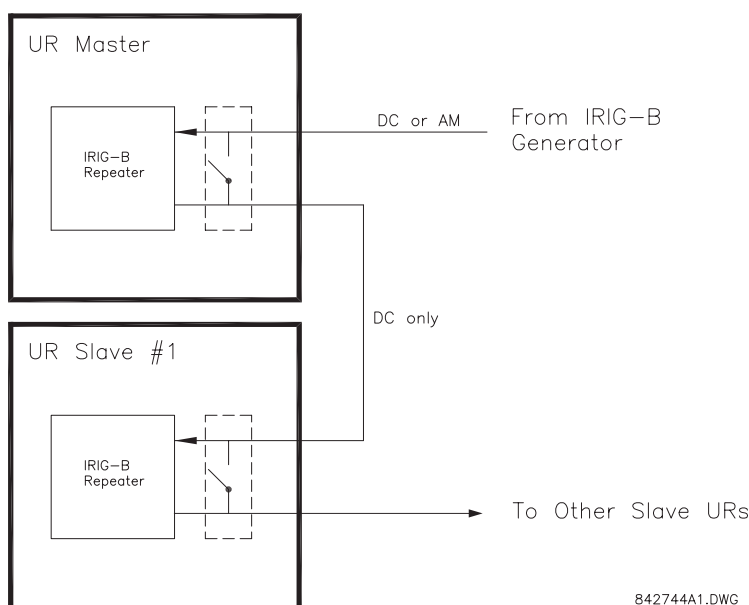 UR Master
IRIG-B
Repeater
DC or AM
From IRIG-B
Generator
DC only
UR Slave #1
IRIG-B
Repeater
To Other Slave URs
842744A1.DWG